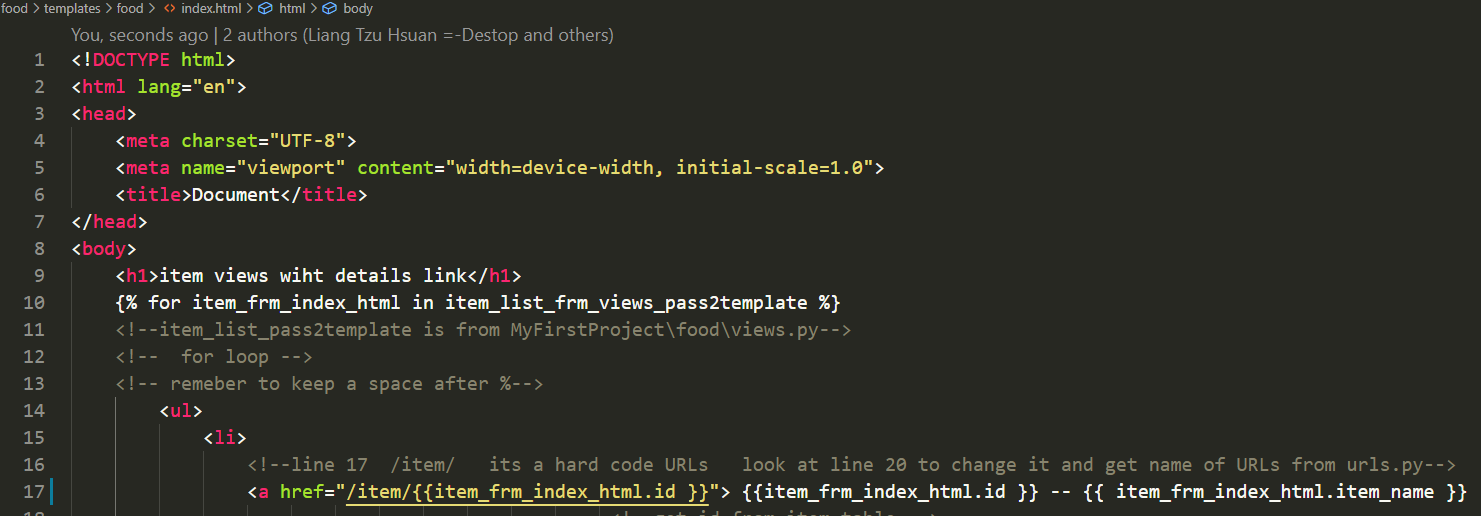 food > templates > food > <> index.html > html > body
You, seconds ago | 2 authors (Liang Tzu Hsuan =-Destop and others)
1 <!DOCTYPE html>
2 <html lang="en">
3 <head>
4 <meta charset="UTF-8">
5 <meta name="viewport" content="width=device-width, initial-scale=1.0">
6 <title>Document</title>
7 </head>
8 <body>
9 <h1>item views wiht details link</h1>
10 {% for item_frm_index_html in item_list_frm_views_pass2template %}
11 <!--item_list_pass2template is from MyFirstProject\food\views.py-->
12 <!--  for loop -->
13 <!-- remeber to keep a space after %-->
14 <ul>
15 <li>
16 <!--line 17  /item/   its a hard code URLs   look at line 20 to change it and get name of URLs from urls.py-->
17 <a href="/item/{{item_frm_index_html.id }}"> {{item_frm_index_html.id }} -- {{ item_frm_index_html.item_name }}